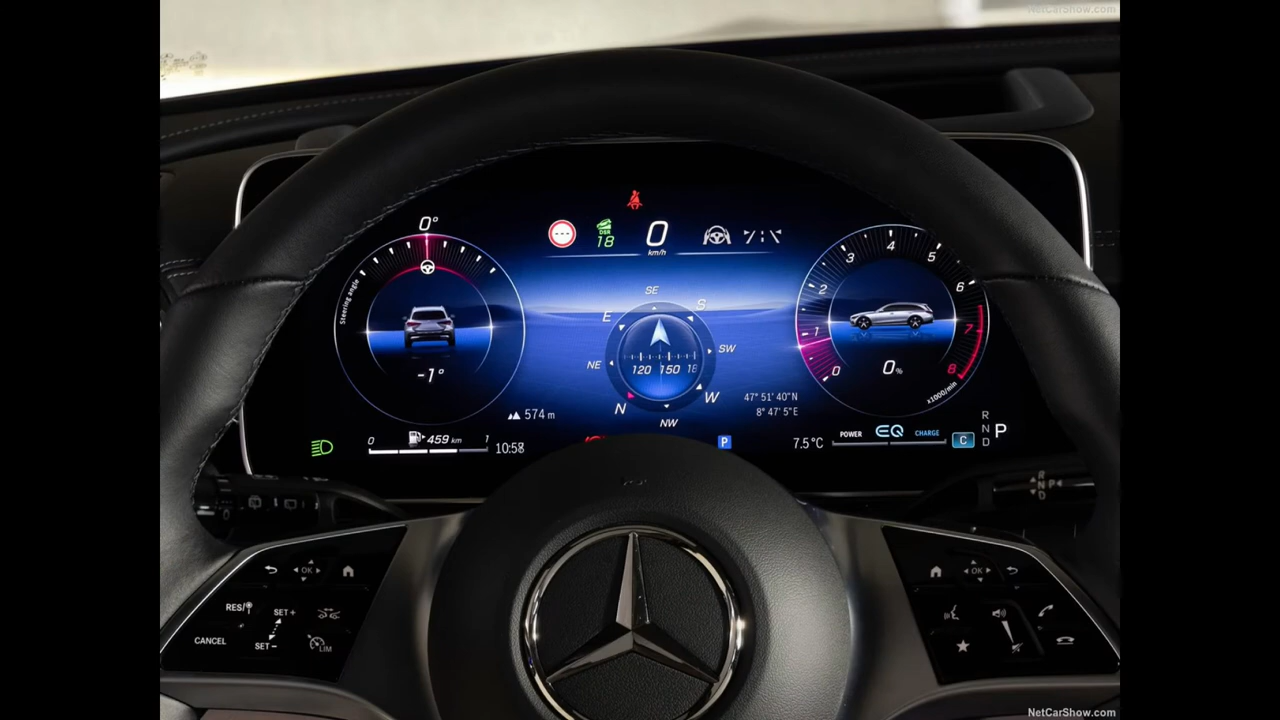 NetCarShow.com
0°
DSR
18
0
km/h
Steering angle
-1°
SE
E
S
NE
SW
N
W
NW
120 150 18
47° 51' 40"N
8° 47' 5"E
574 m
0 1 2 3 4 5 6 7 8
x1000/min
0%
0 459 km 1
10:58
P
7.5°C
POWER EQ CHARGE
C
R
N
D
P
R
N P
D
OK
RES/
SET+
CANCEL
SET-
LIM
OK
NetCarShow.com